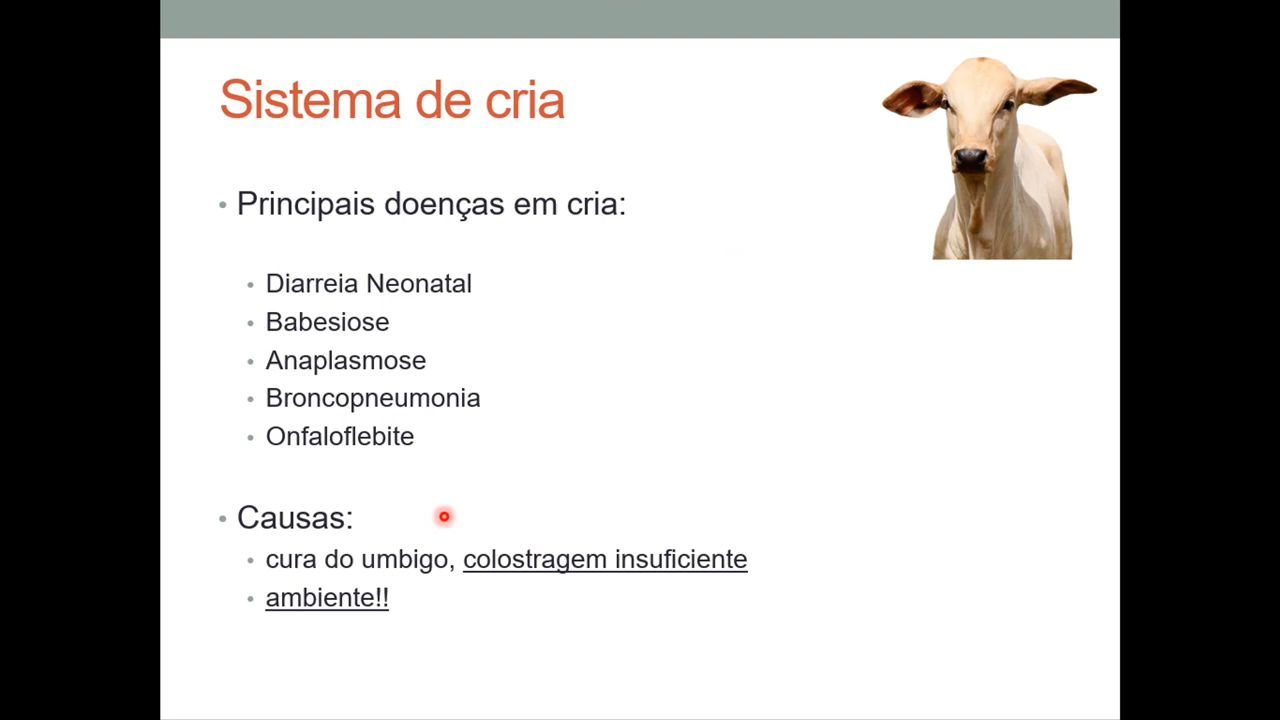 Sistema de cria
• Principais doenças em cria:
• Diarreia Neonatal
• Babesiose
• Anaplasmose
• Broncopneumonia
• Onfaloflebite
• Causas:
• cura do umbigo, colostragem insuficiente
• ambiente!!